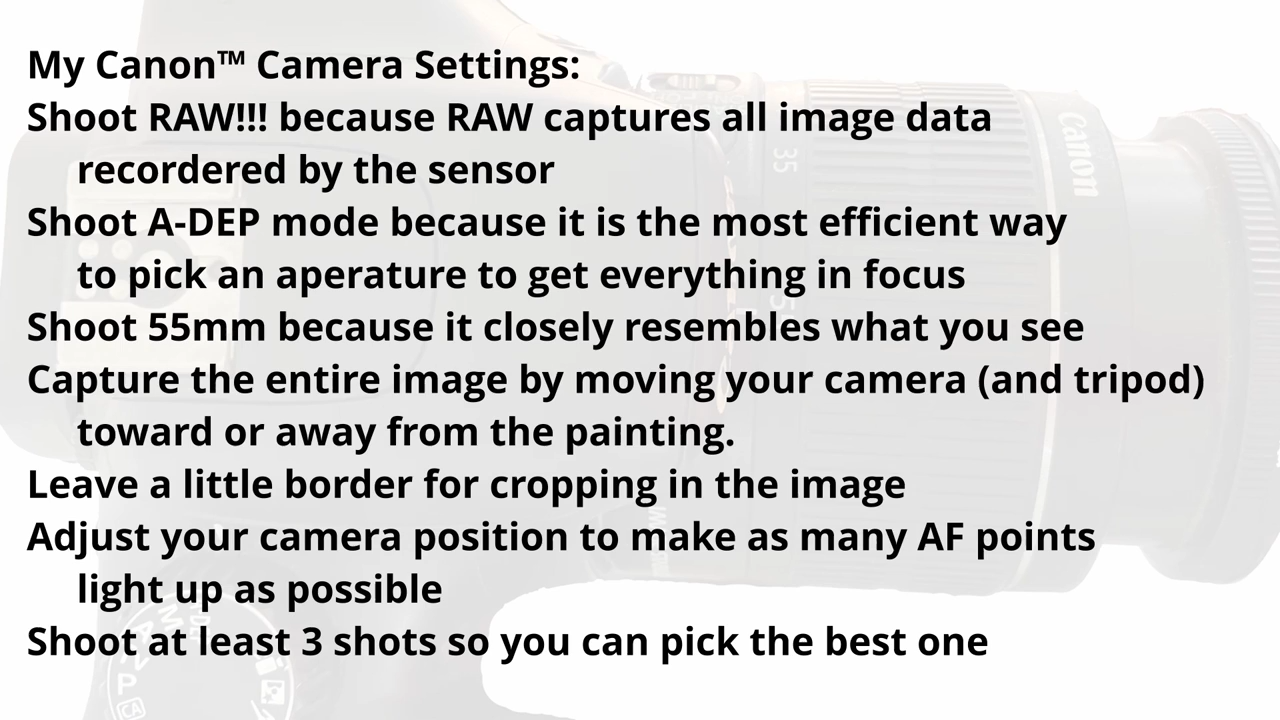 My Canon™ Camera Settings:
Shoot RAW!!! because RAW captures all image data
recordered by the sensor
Shoot A-DEP mode because it is the most efficient way
to pick an aperature to get everything in focus
Shoot 55mm because it closely resembles what you see
Capture the entire image by moving your camera (and tripod)
toward or away from the painting.
Leave a little border for cropping in the image
Adjust your camera position to make as many AF points
light up as possible
Shoot at least 3 shots so you can pick the best one
35
Canon
P
CA